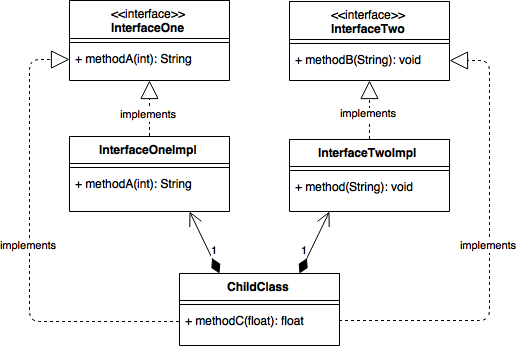 <<interface>>
InterfaceOne
+ methodA(int): String
<<interface>>
InterfaceTwo
+ methodB(String): void
implements
implements
InterfaceOneImpl
+ methodA(int): String
InterfaceTwoImpl
+ method(String): void
implements
implements
1
1
ChildClass
+ methodC(float): float